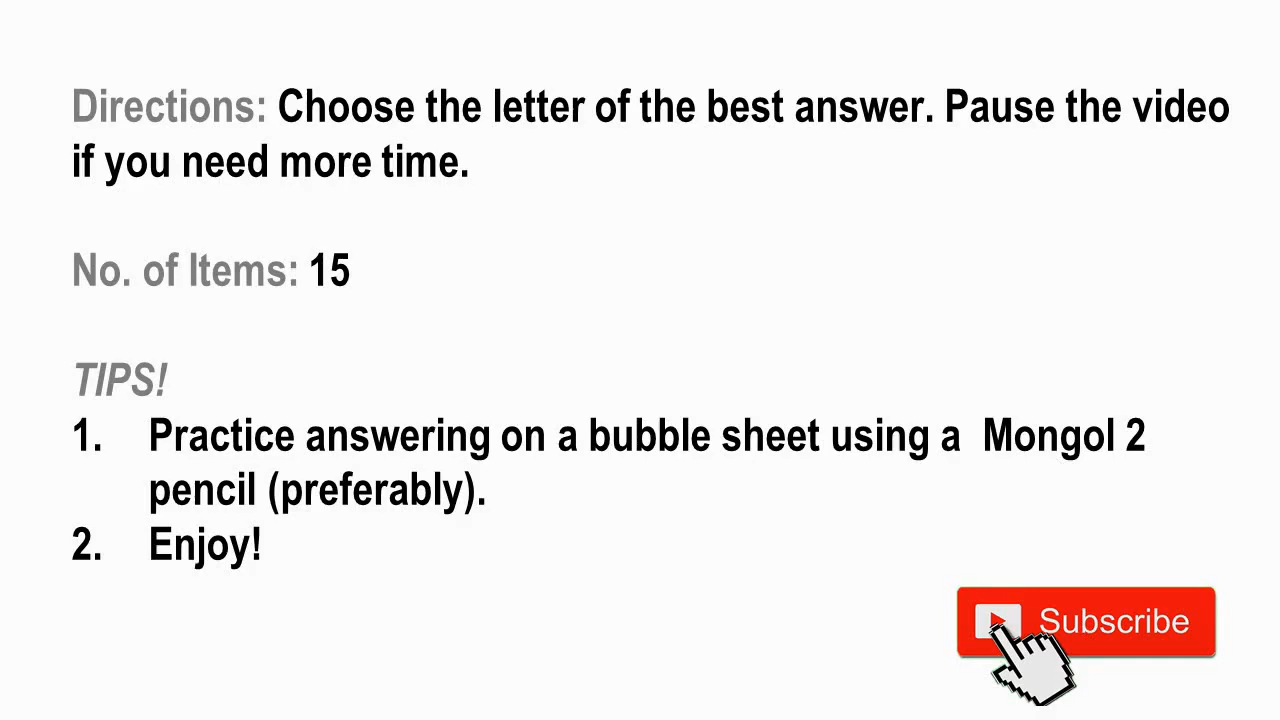 Directions: Choose the letter of the best answer. Pause the video
if you need more time.
No. of Items: 15
TIPS!
1. Practice answering on a bubble sheet using a  Mongol 2
pencil (preferably).
2. Enjoy!
Subscribe